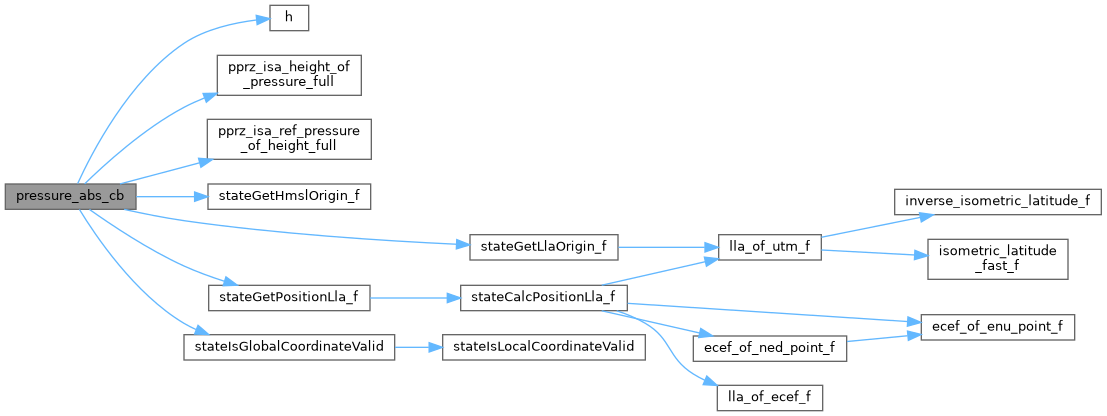 h
pprz_isa_height_of
_pressure_full
pprz_isa_ref_pressure
_of_height_full
pressure_abs_cb
stateGetHmslOrigin_f
stateGetLlaOrigin_f
lla_of_utm_f
inverse_isometric_latitude_f
isometric_latitude
_fast_f
stateGetPositionLla_f
stateCalcPositionLla_f
ecef_of_enu_point_f
stateIsGlobalCoordinateValid
stateIsLocalCoordinateValid
ecef_of_ned_point_f
lla_of_ecef_f